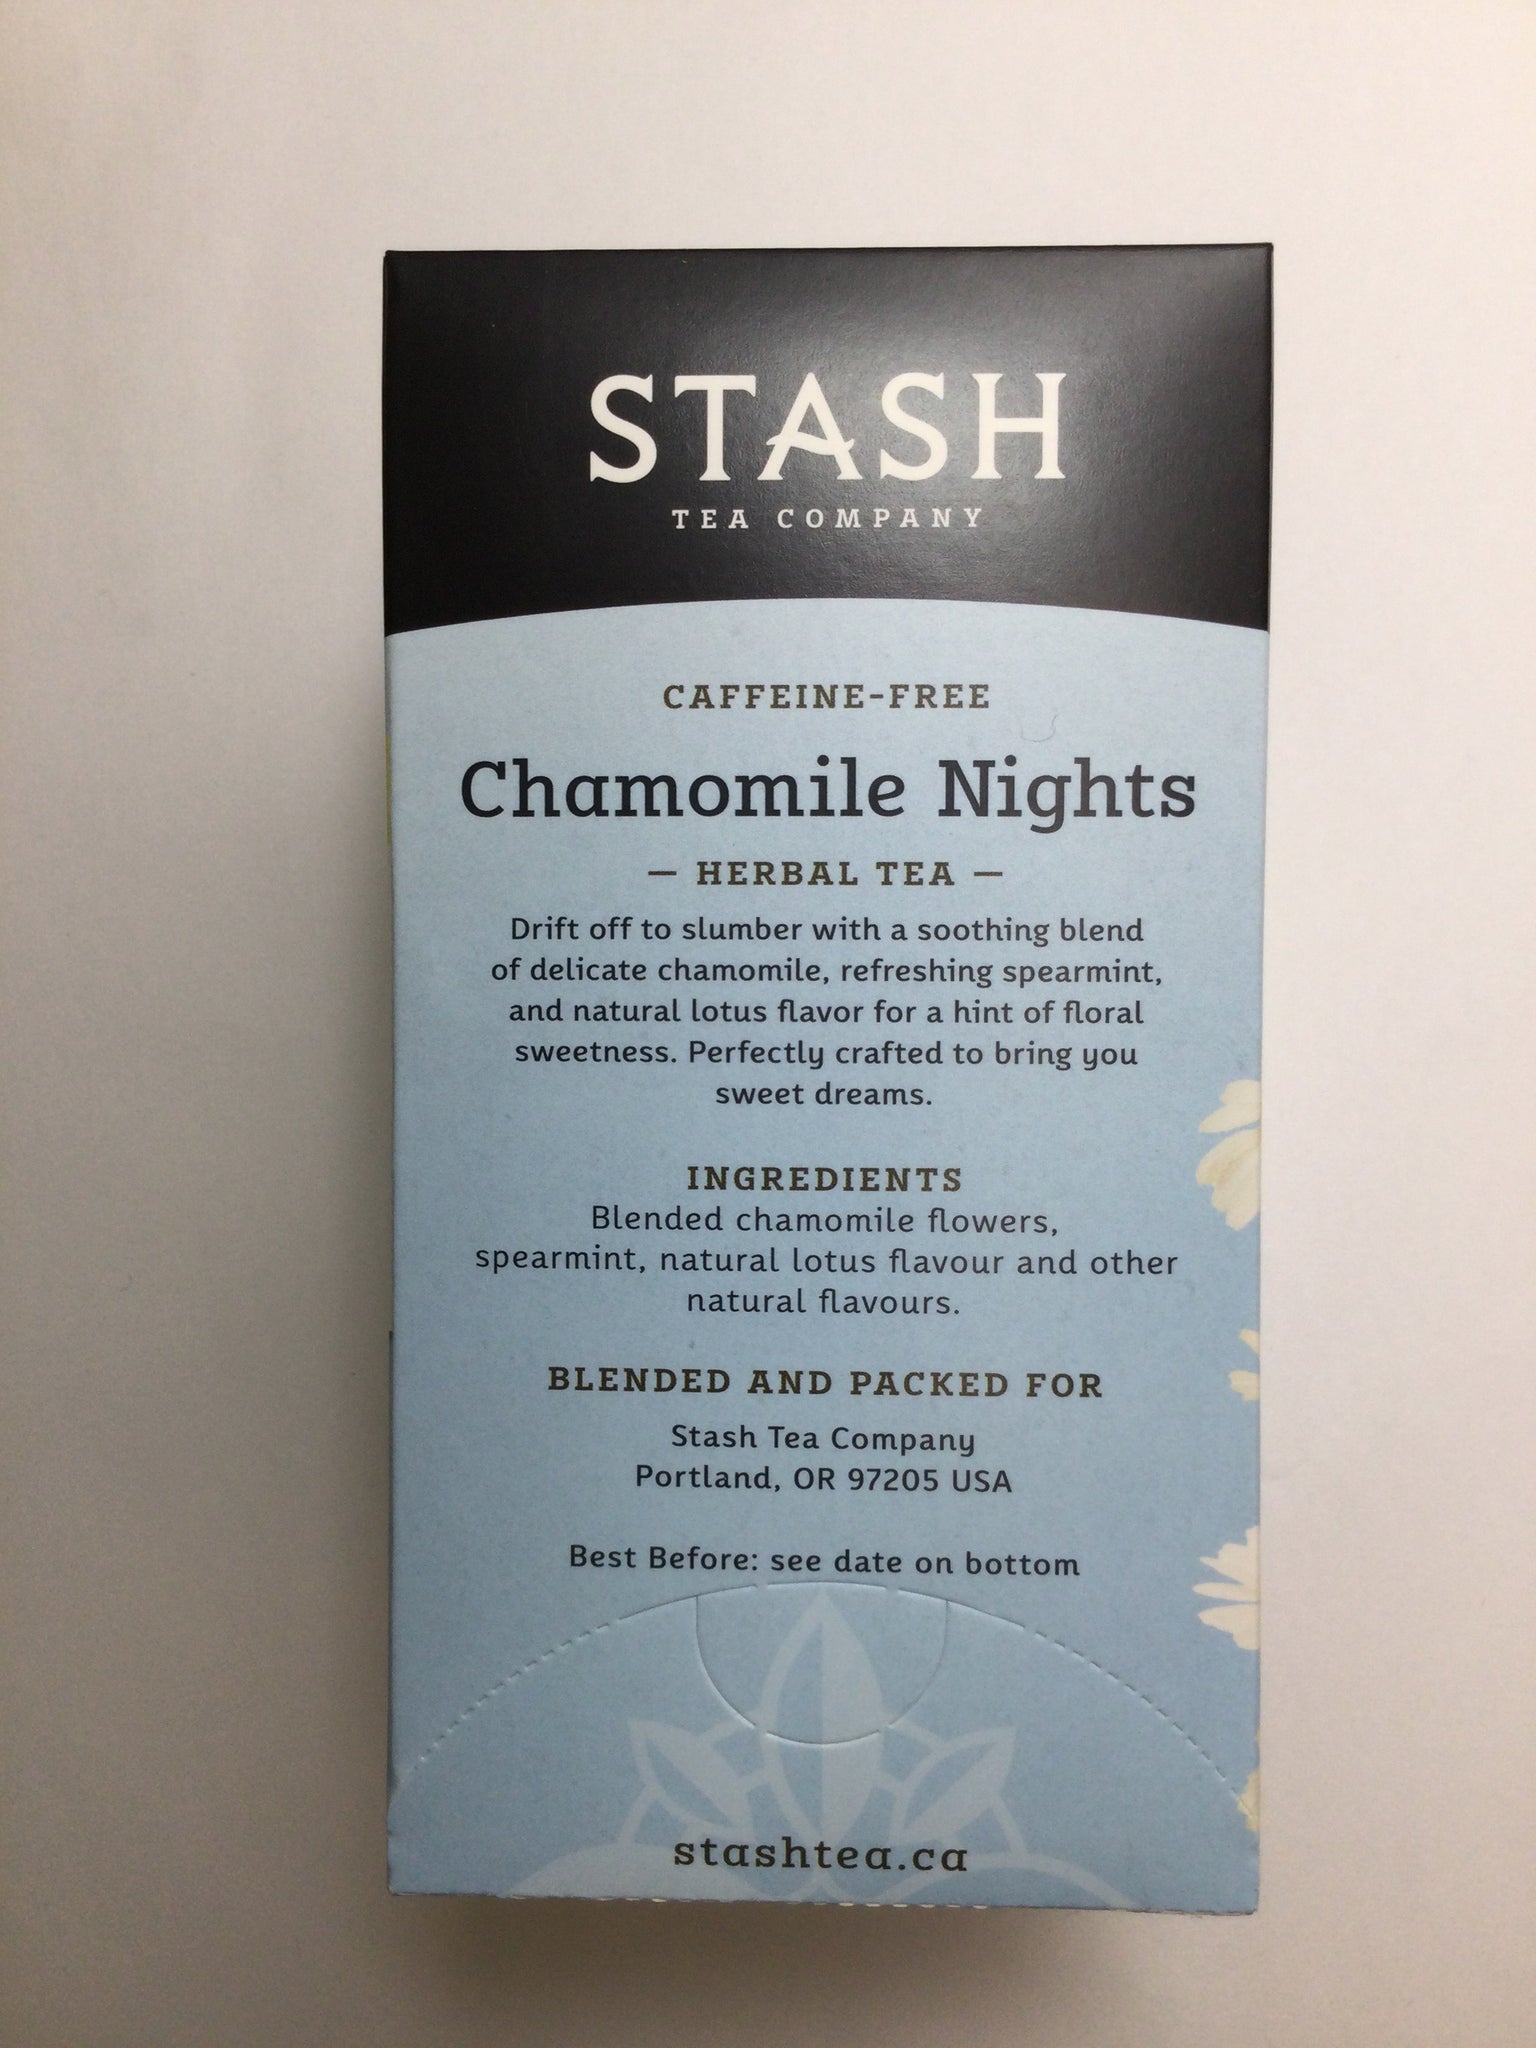 STASH
TEA COMPANY
CAFFEINE-FREE
Chamomile Nights
— HERBAL TEA —
Drift off to slumber with a soothing blend
of delicate chamomile, refreshing spearmint,
and natural lotus flavor for a hint of floral
sweetness. Perfectly crafted to bring you
sweet dreams.
INGREDIENTS
Blended chamomile flowers,
spearmint, natural lotus flavour and other
natural flavours.
BLENDED AND PACKED FOR
Stash Tea Company
Portland, OR 97205 USA
Best Before: see date on bottom
stashtea.ca